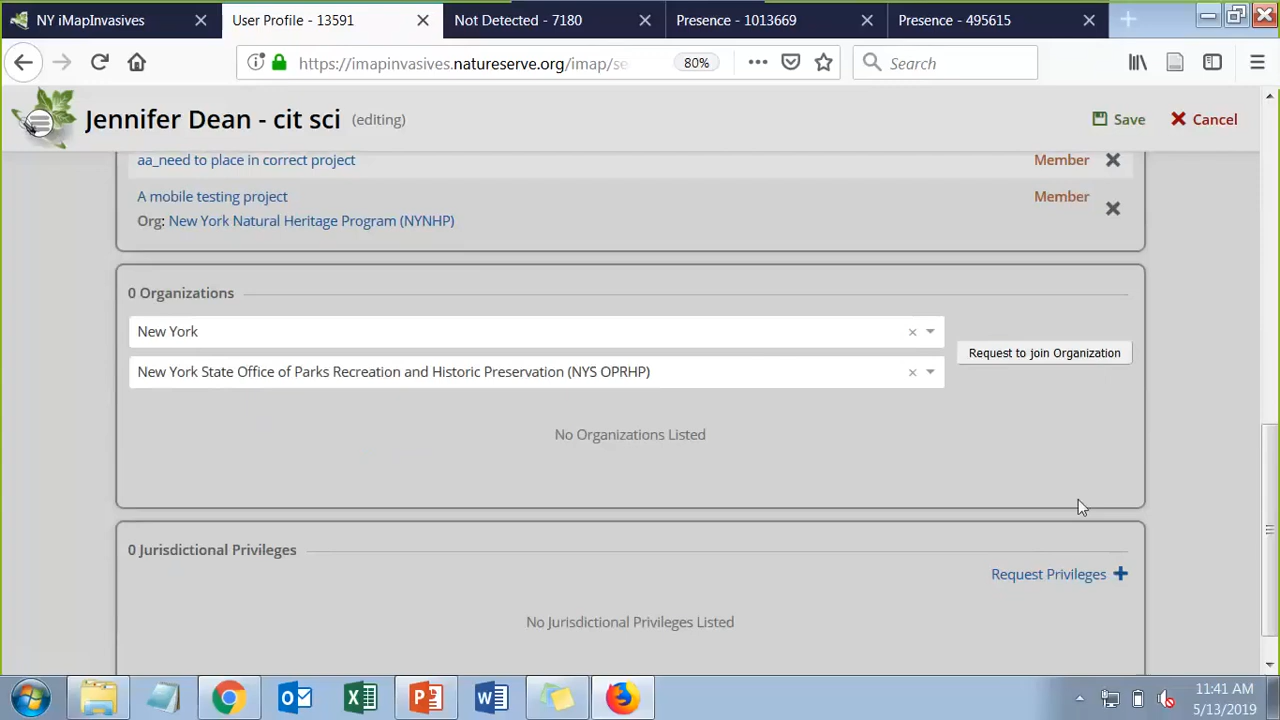 NY iMapInvasives
User Profile - 13591
Not Detected - 7180
Presence - 1013669
Presence - 495615
https://imapinvasives.natureserve.org/imap/se
80%
Search
Jennifer Dean - cit sci (editing)
Save
Cancel
aa_need to place in correct project
Member
A mobile testing project
Member
Org: New York Natural Heritage Program (NYNHP)
0 Organizations
New York
Request to join Organization
New York State Office of Parks Recreation and Historic Preservation (NYS OPRHP)
No Organizations Listed
0 Jurisdictional Privileges
Request Privileges
No Jurisdictional Privileges Listed
11:41 AM
5/13/2019